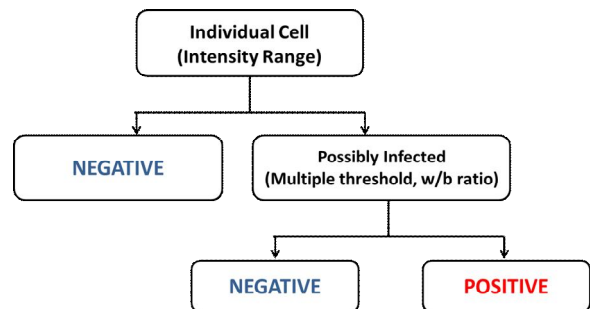 Individual Cell
(Intensity Range)
NEGATIVE
Possibly Infected
(Multiple threshold, w/b ratio)
NEGATIVE
POSITIVE